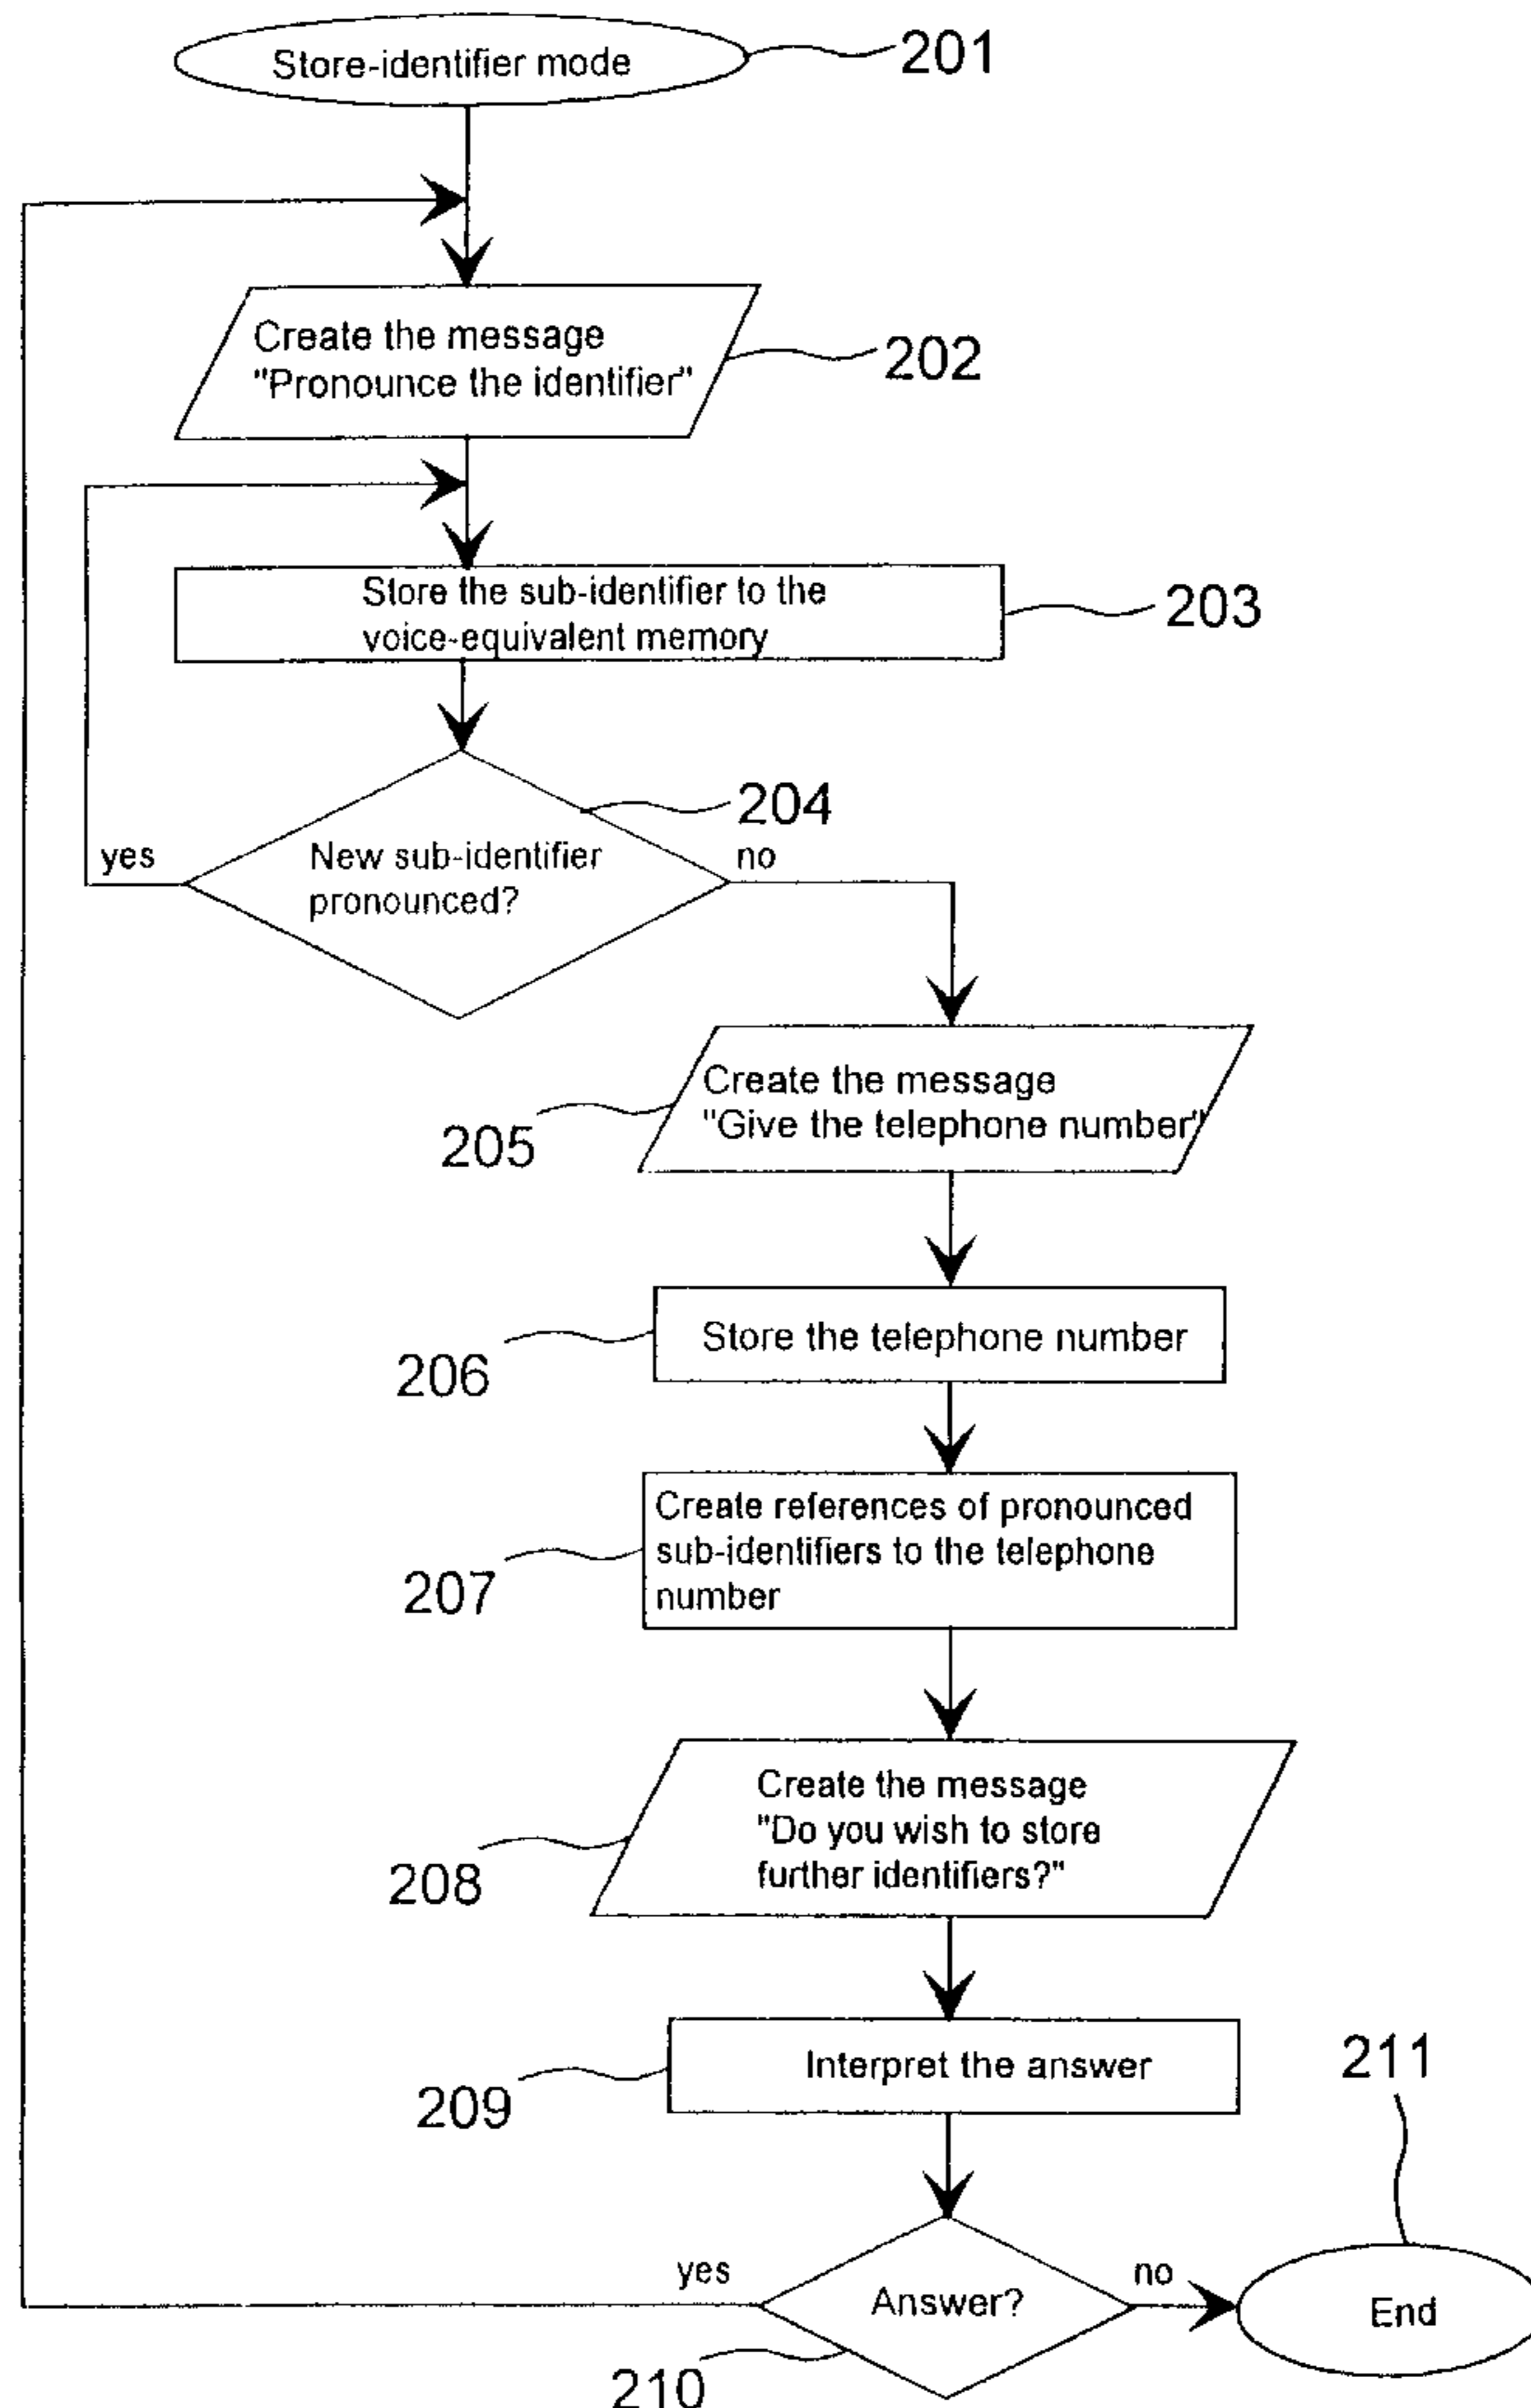 Store-identifier mode
201
Create the message
"Pronounce the identifier"
202
Store the sub-identifier to the
voice-equivalent memory
203
204
yes
New sub-identifier
pronounced?
no
Create the message
"Give the telephone number"
205
Store the telephone number
206
Create references of pronounced
sub-identifiers to the telephone
number
207
Create the message
"Do you wish to store
further identifiers?"
208
Interpret the answer
209
211
yes
Answer?
no
End
210